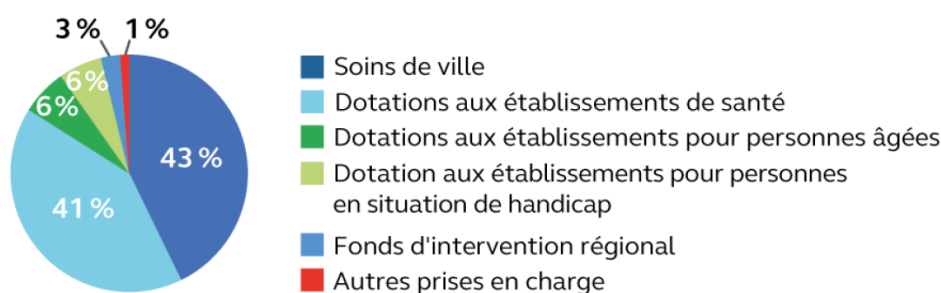 3 % 1 %
6 %
6 %
43 %
41 %
Soins de ville
Dotations aux établissements de santé
Dotations aux établissements pour personnes âgées
Dotation aux établissements pour personnes
en situation de handicap
Fonds d'intervention régional
Autres prises en charge